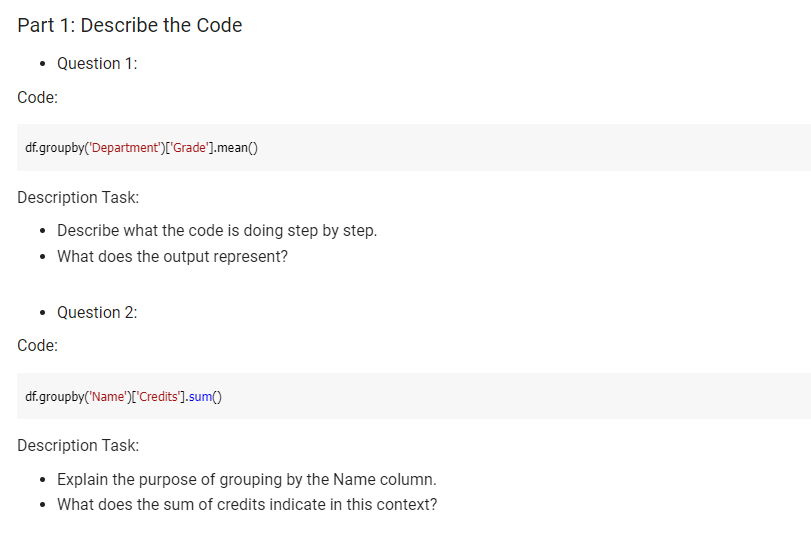 Part 1: Describe the Code
• Question 1:
Code:
df.groupby('Department')['Grade'].mean()
Description Task:
• Describe what the code is doing step by step.
• What does the output represent?
• Question 2:
Code:
df.groupby('Name')['Credits'].sum()
Description Task:
• Explain the purpose of grouping by the Name column.
• What does the sum of credits indicate in this context?